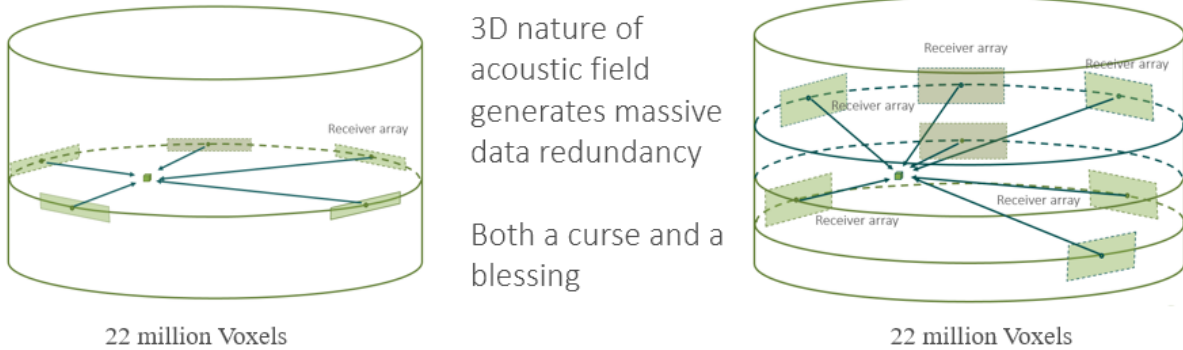 Receiver array
22 million Voxels
3D nature of
acoustic field
generates massive
data redundancy
Both a curse and a
blessing
Receiver array
Receiver array
Receiver array
Receiver array
Receiver array
22 million Voxels